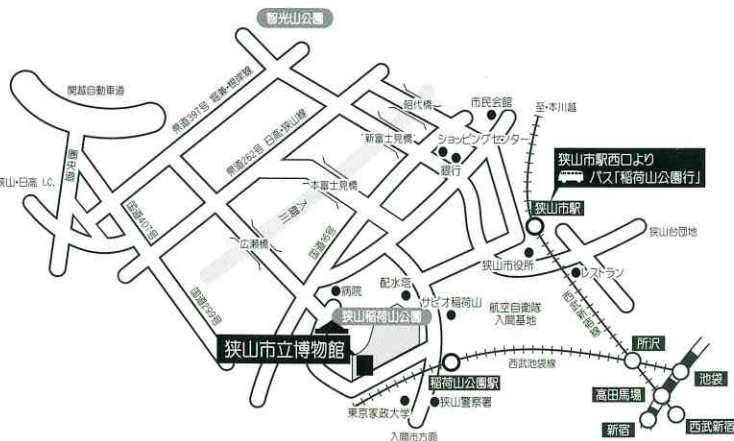 智光山公園
関越自動車道
県道397号 堀兼・根岸線
昭代橋
市民会館
至・本川越
新富士見橋
ショッピングセンター
銀行
県道262号 日高・狭山線
圏央道
狭山・日高 I.C.
狭山市駅西口より
バス「稲荷山公園行」
本富士見橋
入間川
狭山市駅
国道407号
広瀬橋
国道16号
狭山台団地
狭山市役所
レストラン
国道299号
病院
配水塔
サビオ稲荷山
航空自衛隊
入間基地
狭山稲荷山公園
西武新宿線
狭山市立博物館
所沢
稲荷山公園駅
西武池袋線
池袋
高田馬場
東京家政大学
狭山警察署
新宿
西武新宿
入間市方面